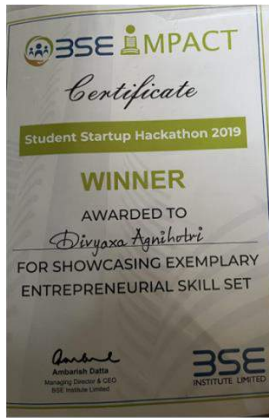 BSE IMPACT
Certificate
Student Startup Hackathon 2019
WINNER
AWARDED TO
Divyaxa Agnihotri
FOR SHOWCASING EXEMPLARY
ENTREPRENEURIAL SKILL SET
Ambarish Datta
Managing Director & CEO
BSE Institute Limited
BSE
INSTITUTE LIMITED